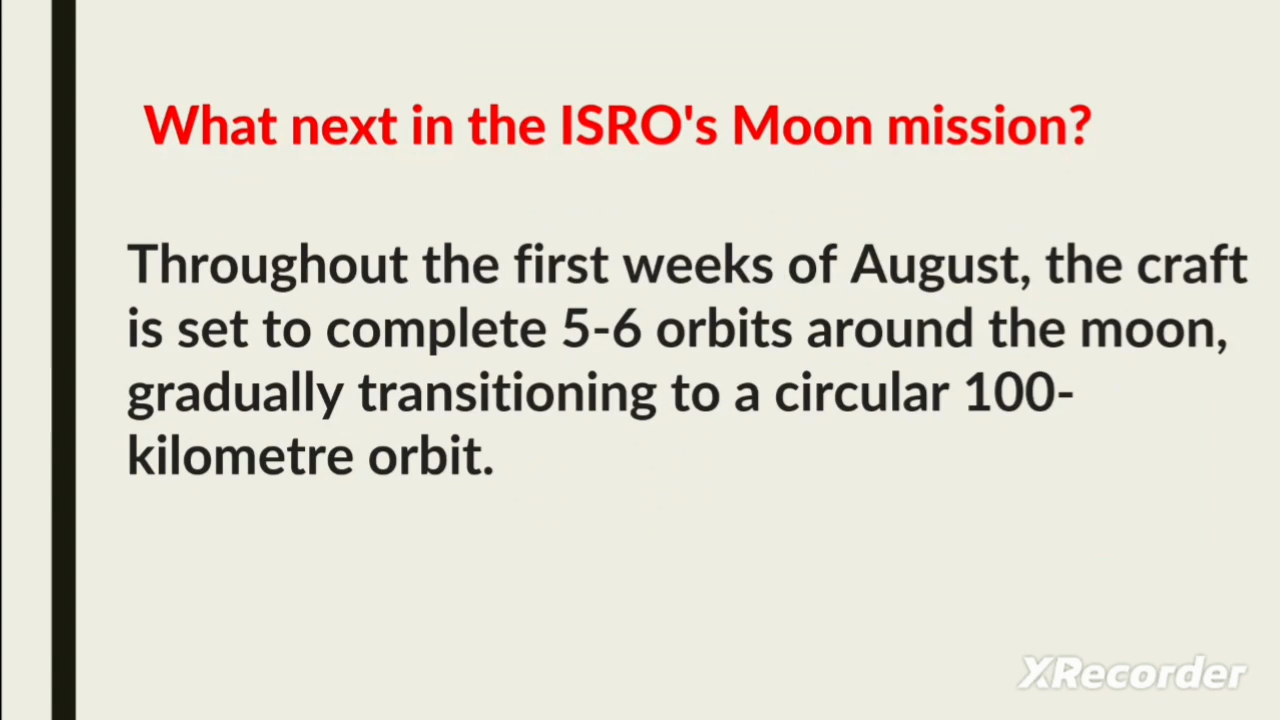 What next in the ISRO's Moon mission?
Throughout the first weeks of August, the craft
is set to complete 5-6 orbits around the moon,
gradually transitioning to a circular 100-
kilometre orbit.
XRecorder